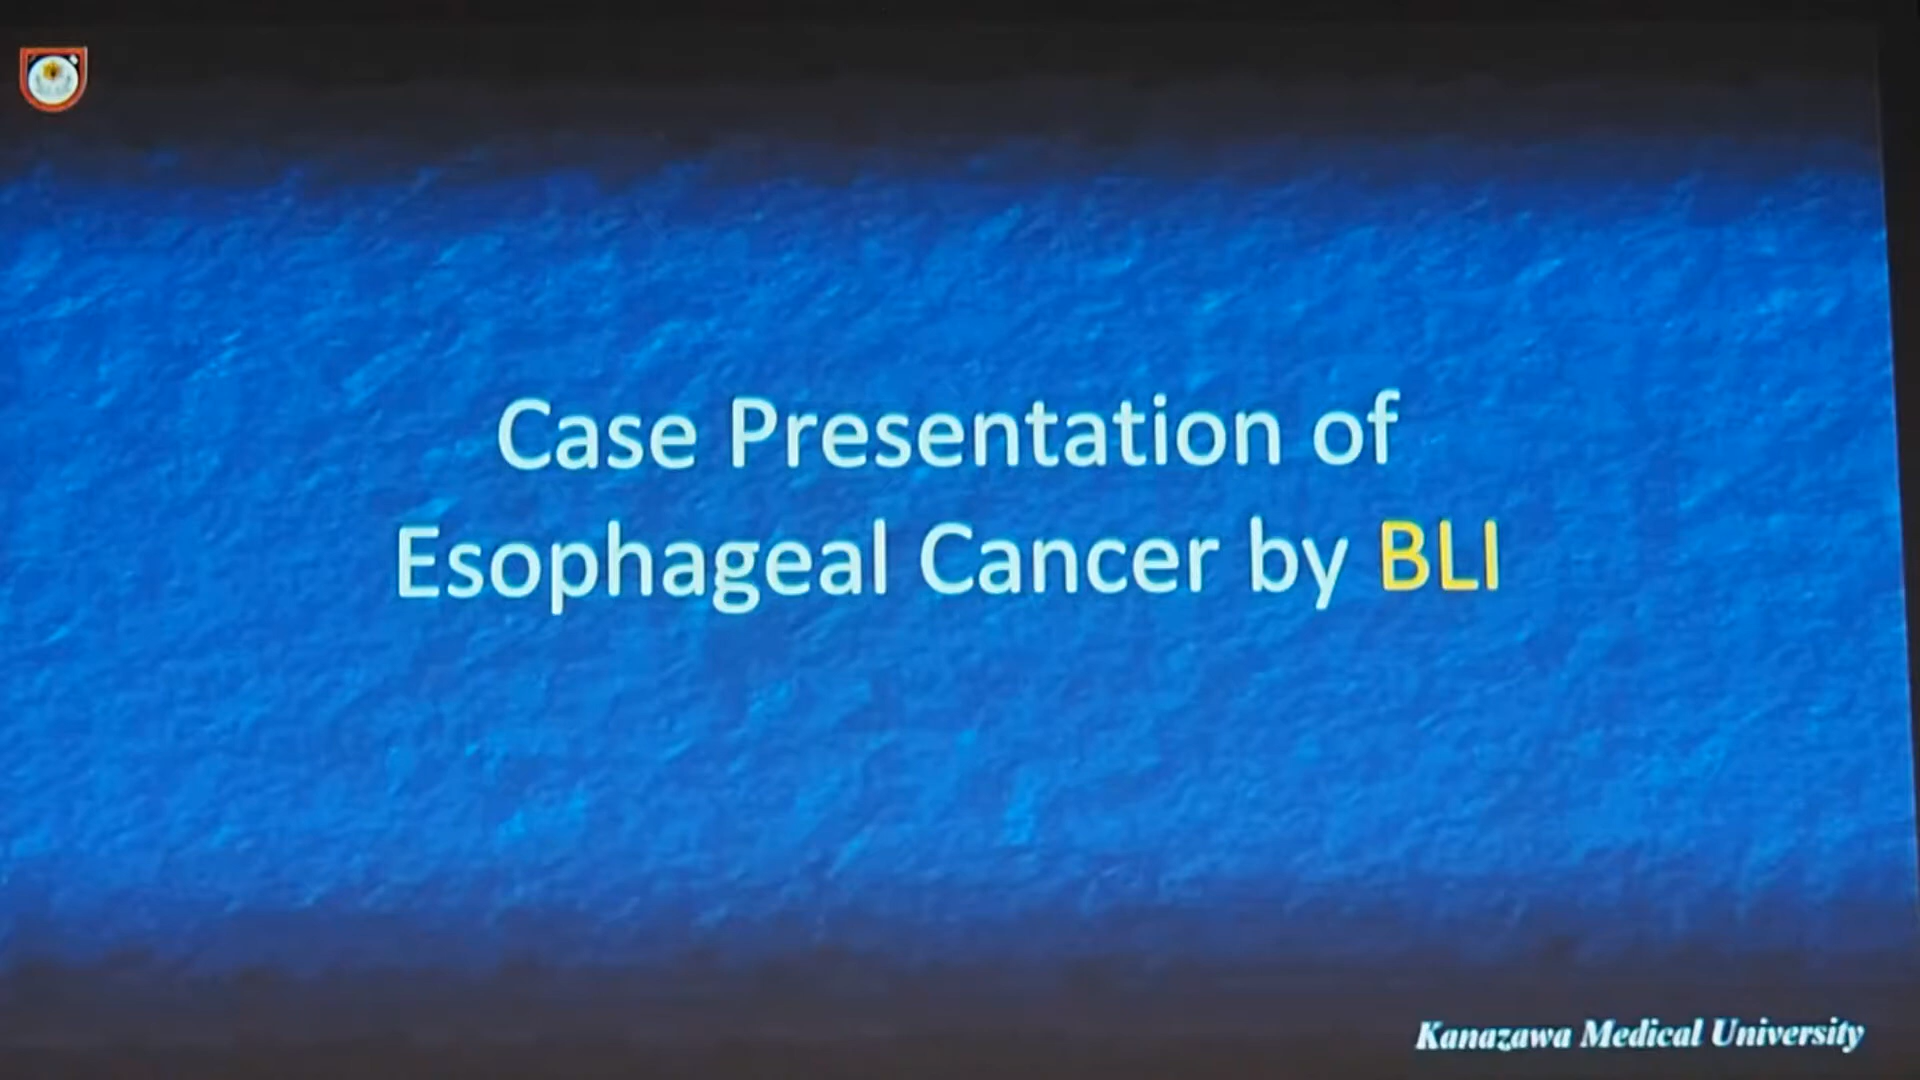 Case Presentation of
Esophageal Cancer by BLI
Kanazawa Medical University